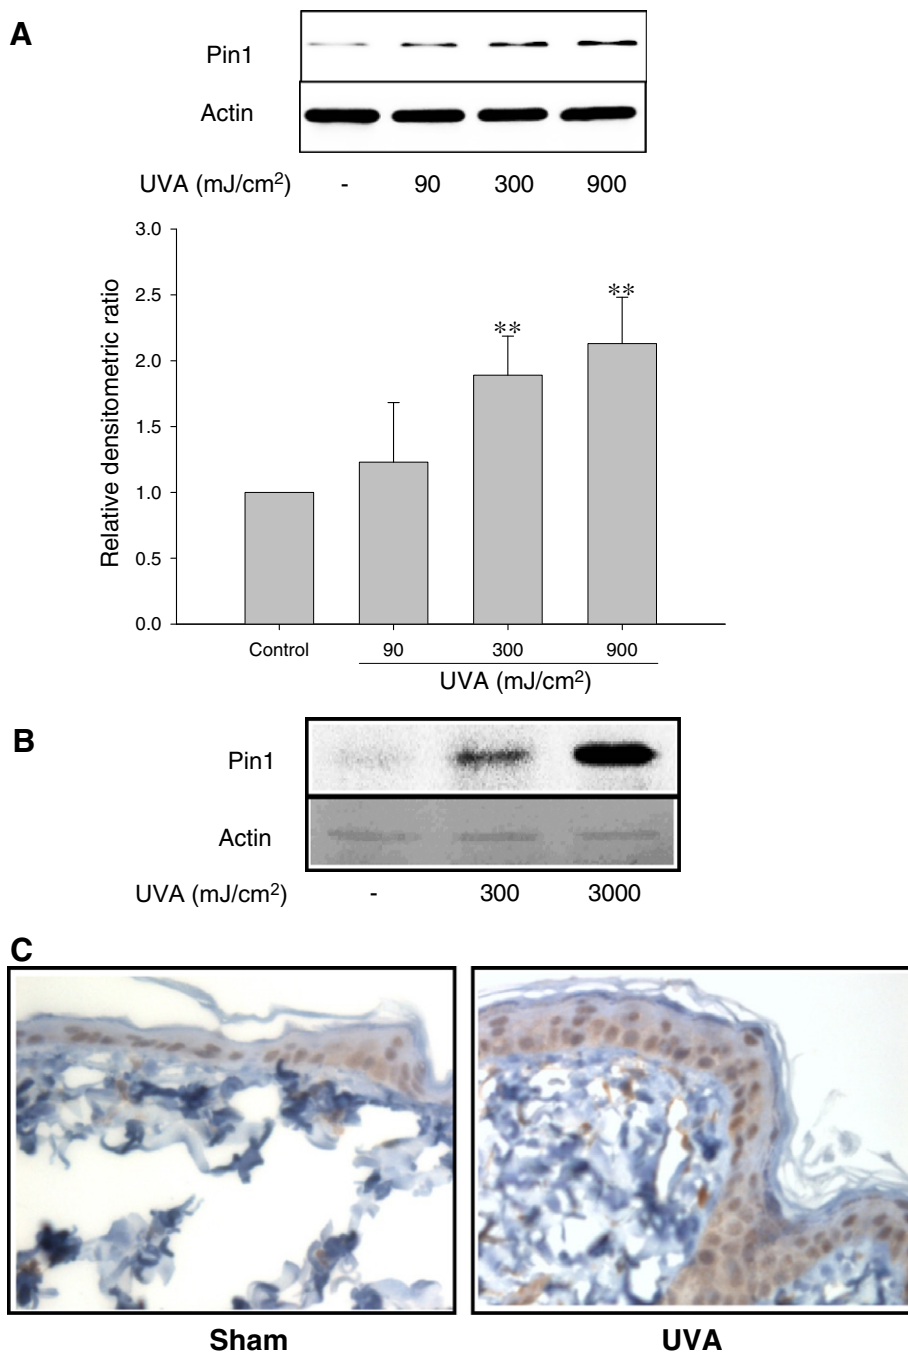 A
Pin1
Actin
UVA (mJ/cm²) - 90 300 900
3.0
2.5
2.0
1.5
1.0
0.5
0.0
Relative densitometric ratio
** **
Control 90 300 900
UVA (mJ/cm²)
B
Pin1
Actin
UVA (mJ/cm²) - 300 3000
C
Sham UVA